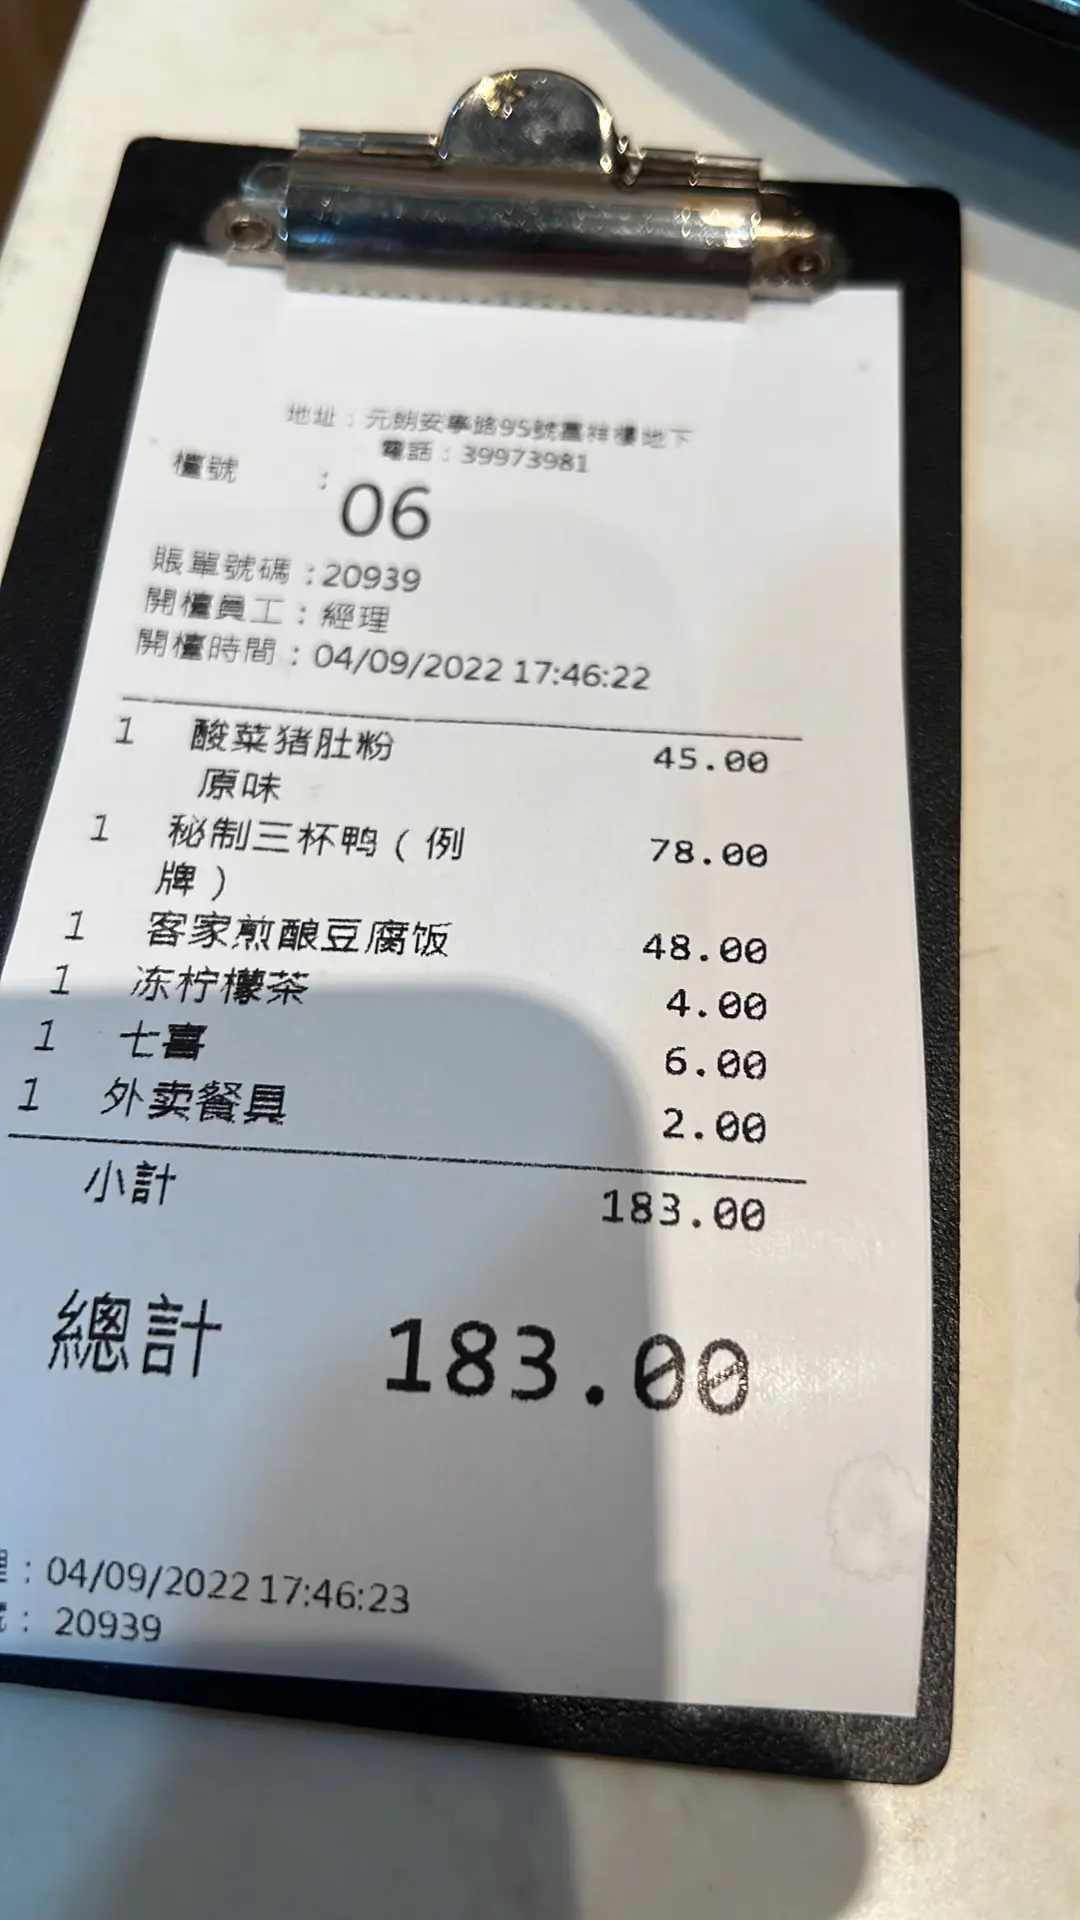 地址：元朗安寧路95號富祥樓地下
電話：39973981
檯號 : 06
賬單號碼 :20939
開檯員工：經理
開檯時間：04/09/2022 17:46:22
1 酸菜猪肚粉 45.00
原味
1 秘制三杯鸭（例 78.00
牌）
1 客家煎酿豆腐饭 48.00
1 冻柠檬茶 4.00
1 七喜 6.00
1 外卖餐具 2.00
小計 183.00
總計 183.00
：04/09/2022 17:46:23
：20939